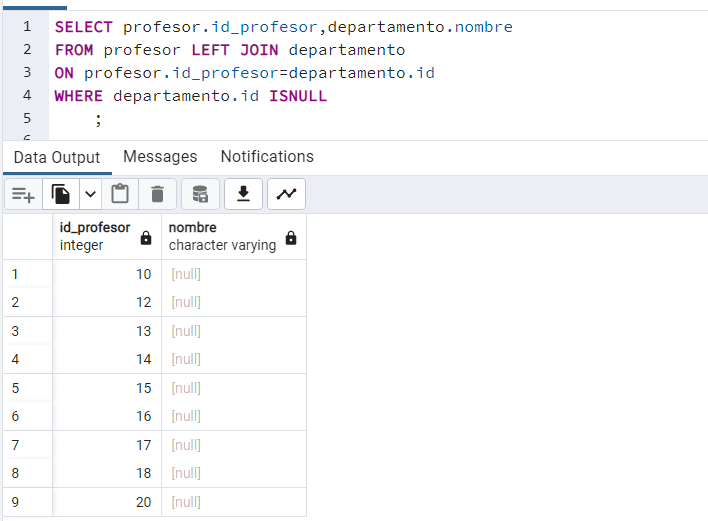 1 SELECT profesor.id_profesor,departamento.nombre
2 FROM profesor LEFT JOIN departamento
3 ON profesor.id_profesor=departamento.id
4 WHERE departamento.id ISNULL
5 ;
6
Data Output Messages Notifications
id_profesor nombre
integer character varying
1 10 [null]
2 12 [null]
3 13 [null]
4 14 [null]
5 15 [null]
6 16 [null]
7 17 [null]
8 18 [null]
9 20 [null]